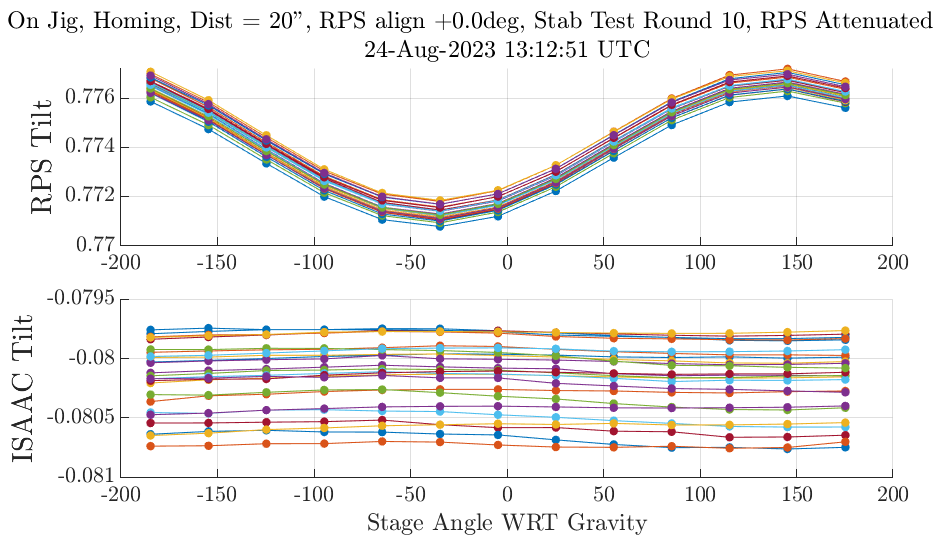 On Jig, Homing, Dist = 20", RPS align +0.0deg, Stab Test Round 10, RPS Attenuated
24-Aug-2023 13:12:51 UTC
RPS Tilt
0.776
0.774
0.772
0.77
-200 -150 -100 -50 0 50 100 150 200
ISAAC Tilt
-0.0795
-0.08
-0.0805
-0.081
-200 -150 -100 -50 0 50 100 150 200
Stage Angle WRT Gravity